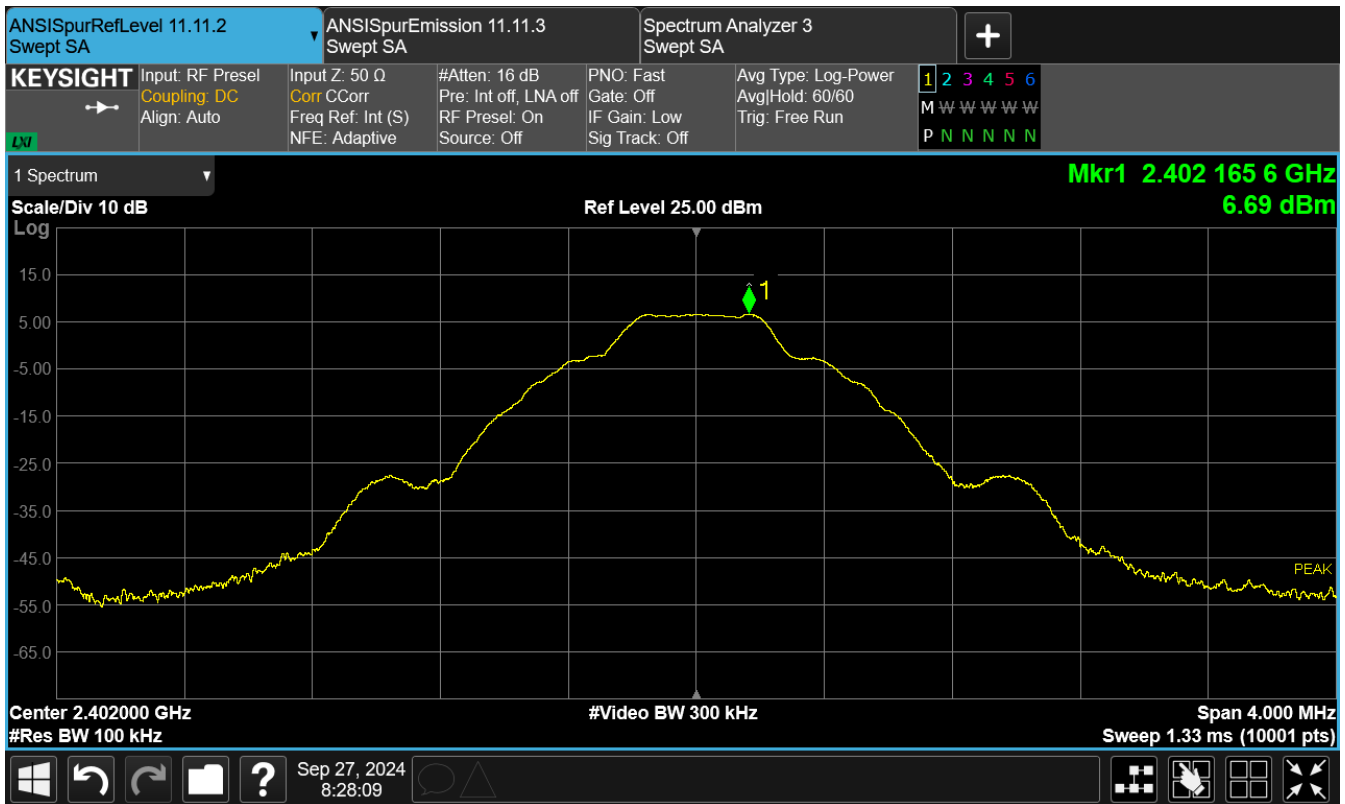 ANSISpurRefLevel 11.11.2
Swept SA
ANSISpurEmission 11.11.3
Swept SA
Spectrum Analyzer 3
Swept SA
KEYSIGHT
LXI
Input: RF Presel
Coupling: DC
Align: Auto
Input Z: 50 Ω
Corr CCorr
Freq Ref: Int (S)
NFE: Adaptive
#Atten: 16 dB
Pre: Int off, LNA off
RF Presel: On
Source: Off
PNO: Fast
Gate: Off
IF Gain: Low
Sig Track: Off
Avg Type: Log-Power
Avg|Hold: 60/60
Trig: Free Run
1 2 3 4 5 6
M W W W W W
P N N N N N
1 Spectrum
Mkr1 2.402 165 6 GHz
6.69 dBm
Scale/Div 10 dB
Ref Level 25.00 dBm
Log
15.0
1
5.00
-5.00
-15.0
-25.0
-35.0
-45.0
PEAK
-55.0
-65.0
Center 2.402000 GHz
#Video BW 300 kHz
Span 4.000 MHz
#Res BW 100 kHz
Sweep 1.33 ms (10001 pts)
?
Sep 27, 2024
8:28:09